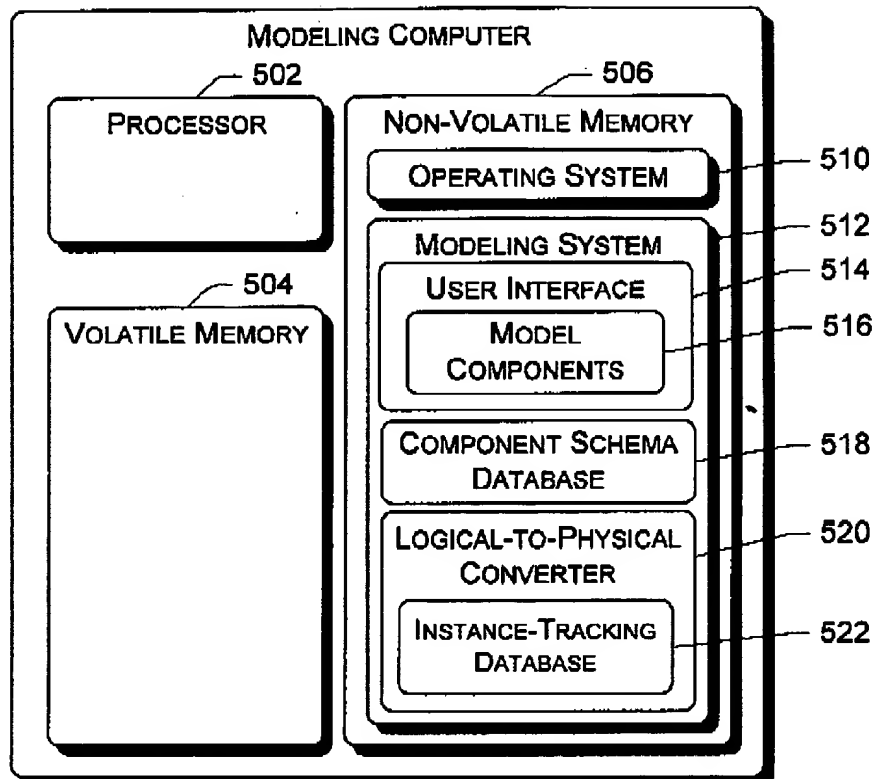 MODELING COMPUTER
502
PROCESSOR
504
VOLATILE MEMORY
506
NON-VOLATILE MEMORY
510
OPERATING SYSTEM
512
MODELING SYSTEM
514
USER INTERFACE
516
MODEL
COMPONENTS
518
COMPONENT SCHEMA
DATABASE
520
LOGICAL-TO-PHYSICAL
CONVERTER
522
INSTANCE-TRACKING
DATABASE